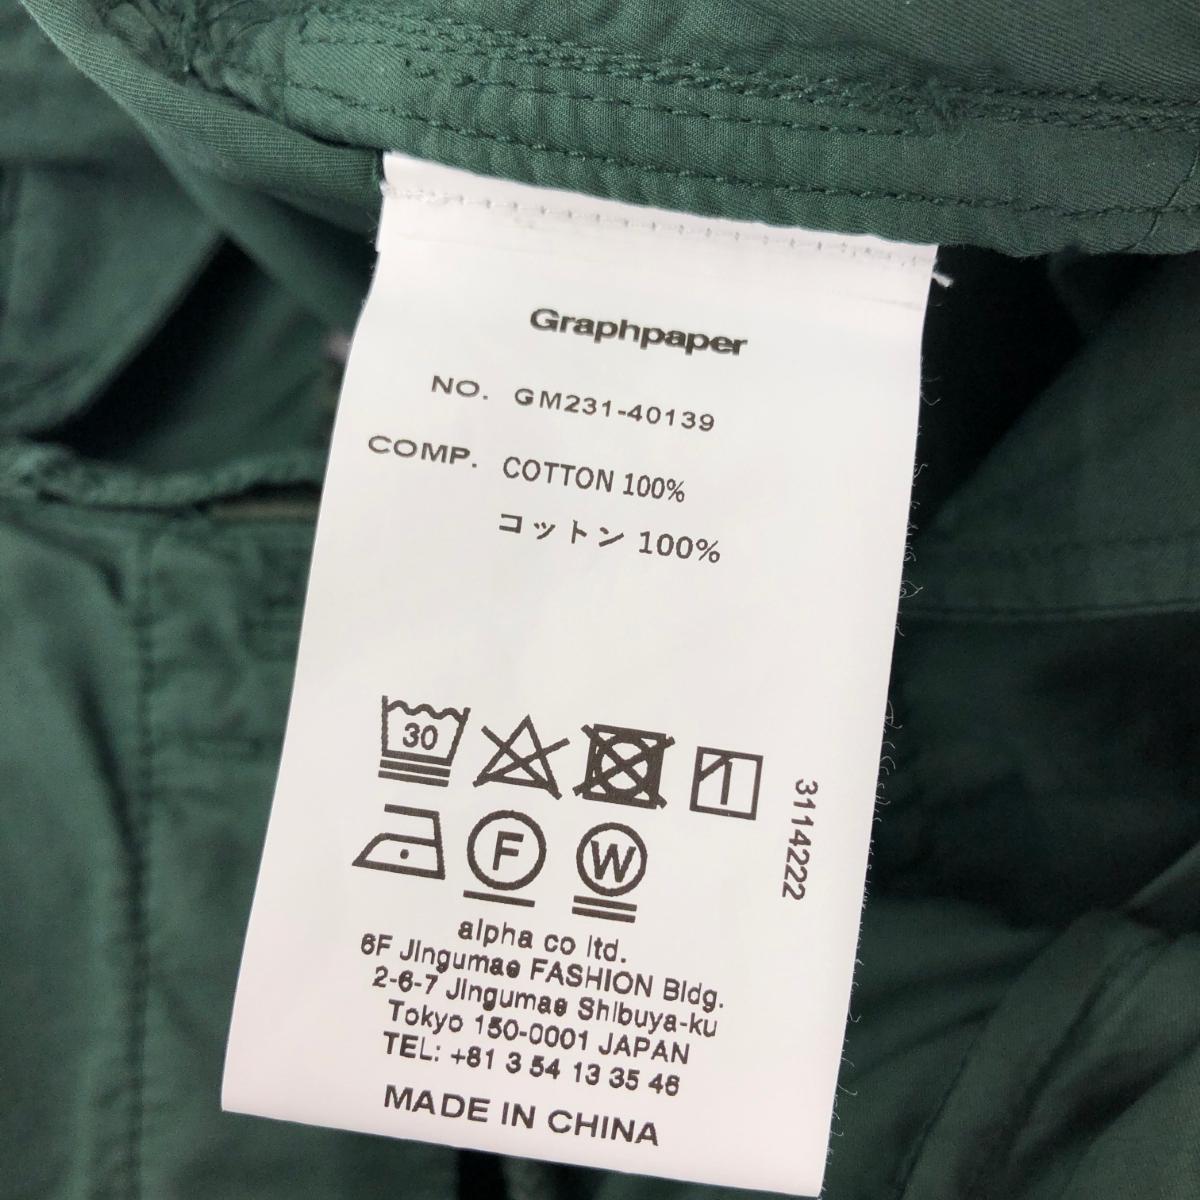 Graphpaper
NO. GM231-40139
COMP. COTTON 100%
コットン 100%
30
F
W
3114222
alpha co ltd.
6F Jingumae FASHION Bldg.
2-6-7 Jingumae Shibuya-ku
Tokyo 150-0001 JAPAN
TEL: +81 3 54 13 35 46
MADE IN CHINA